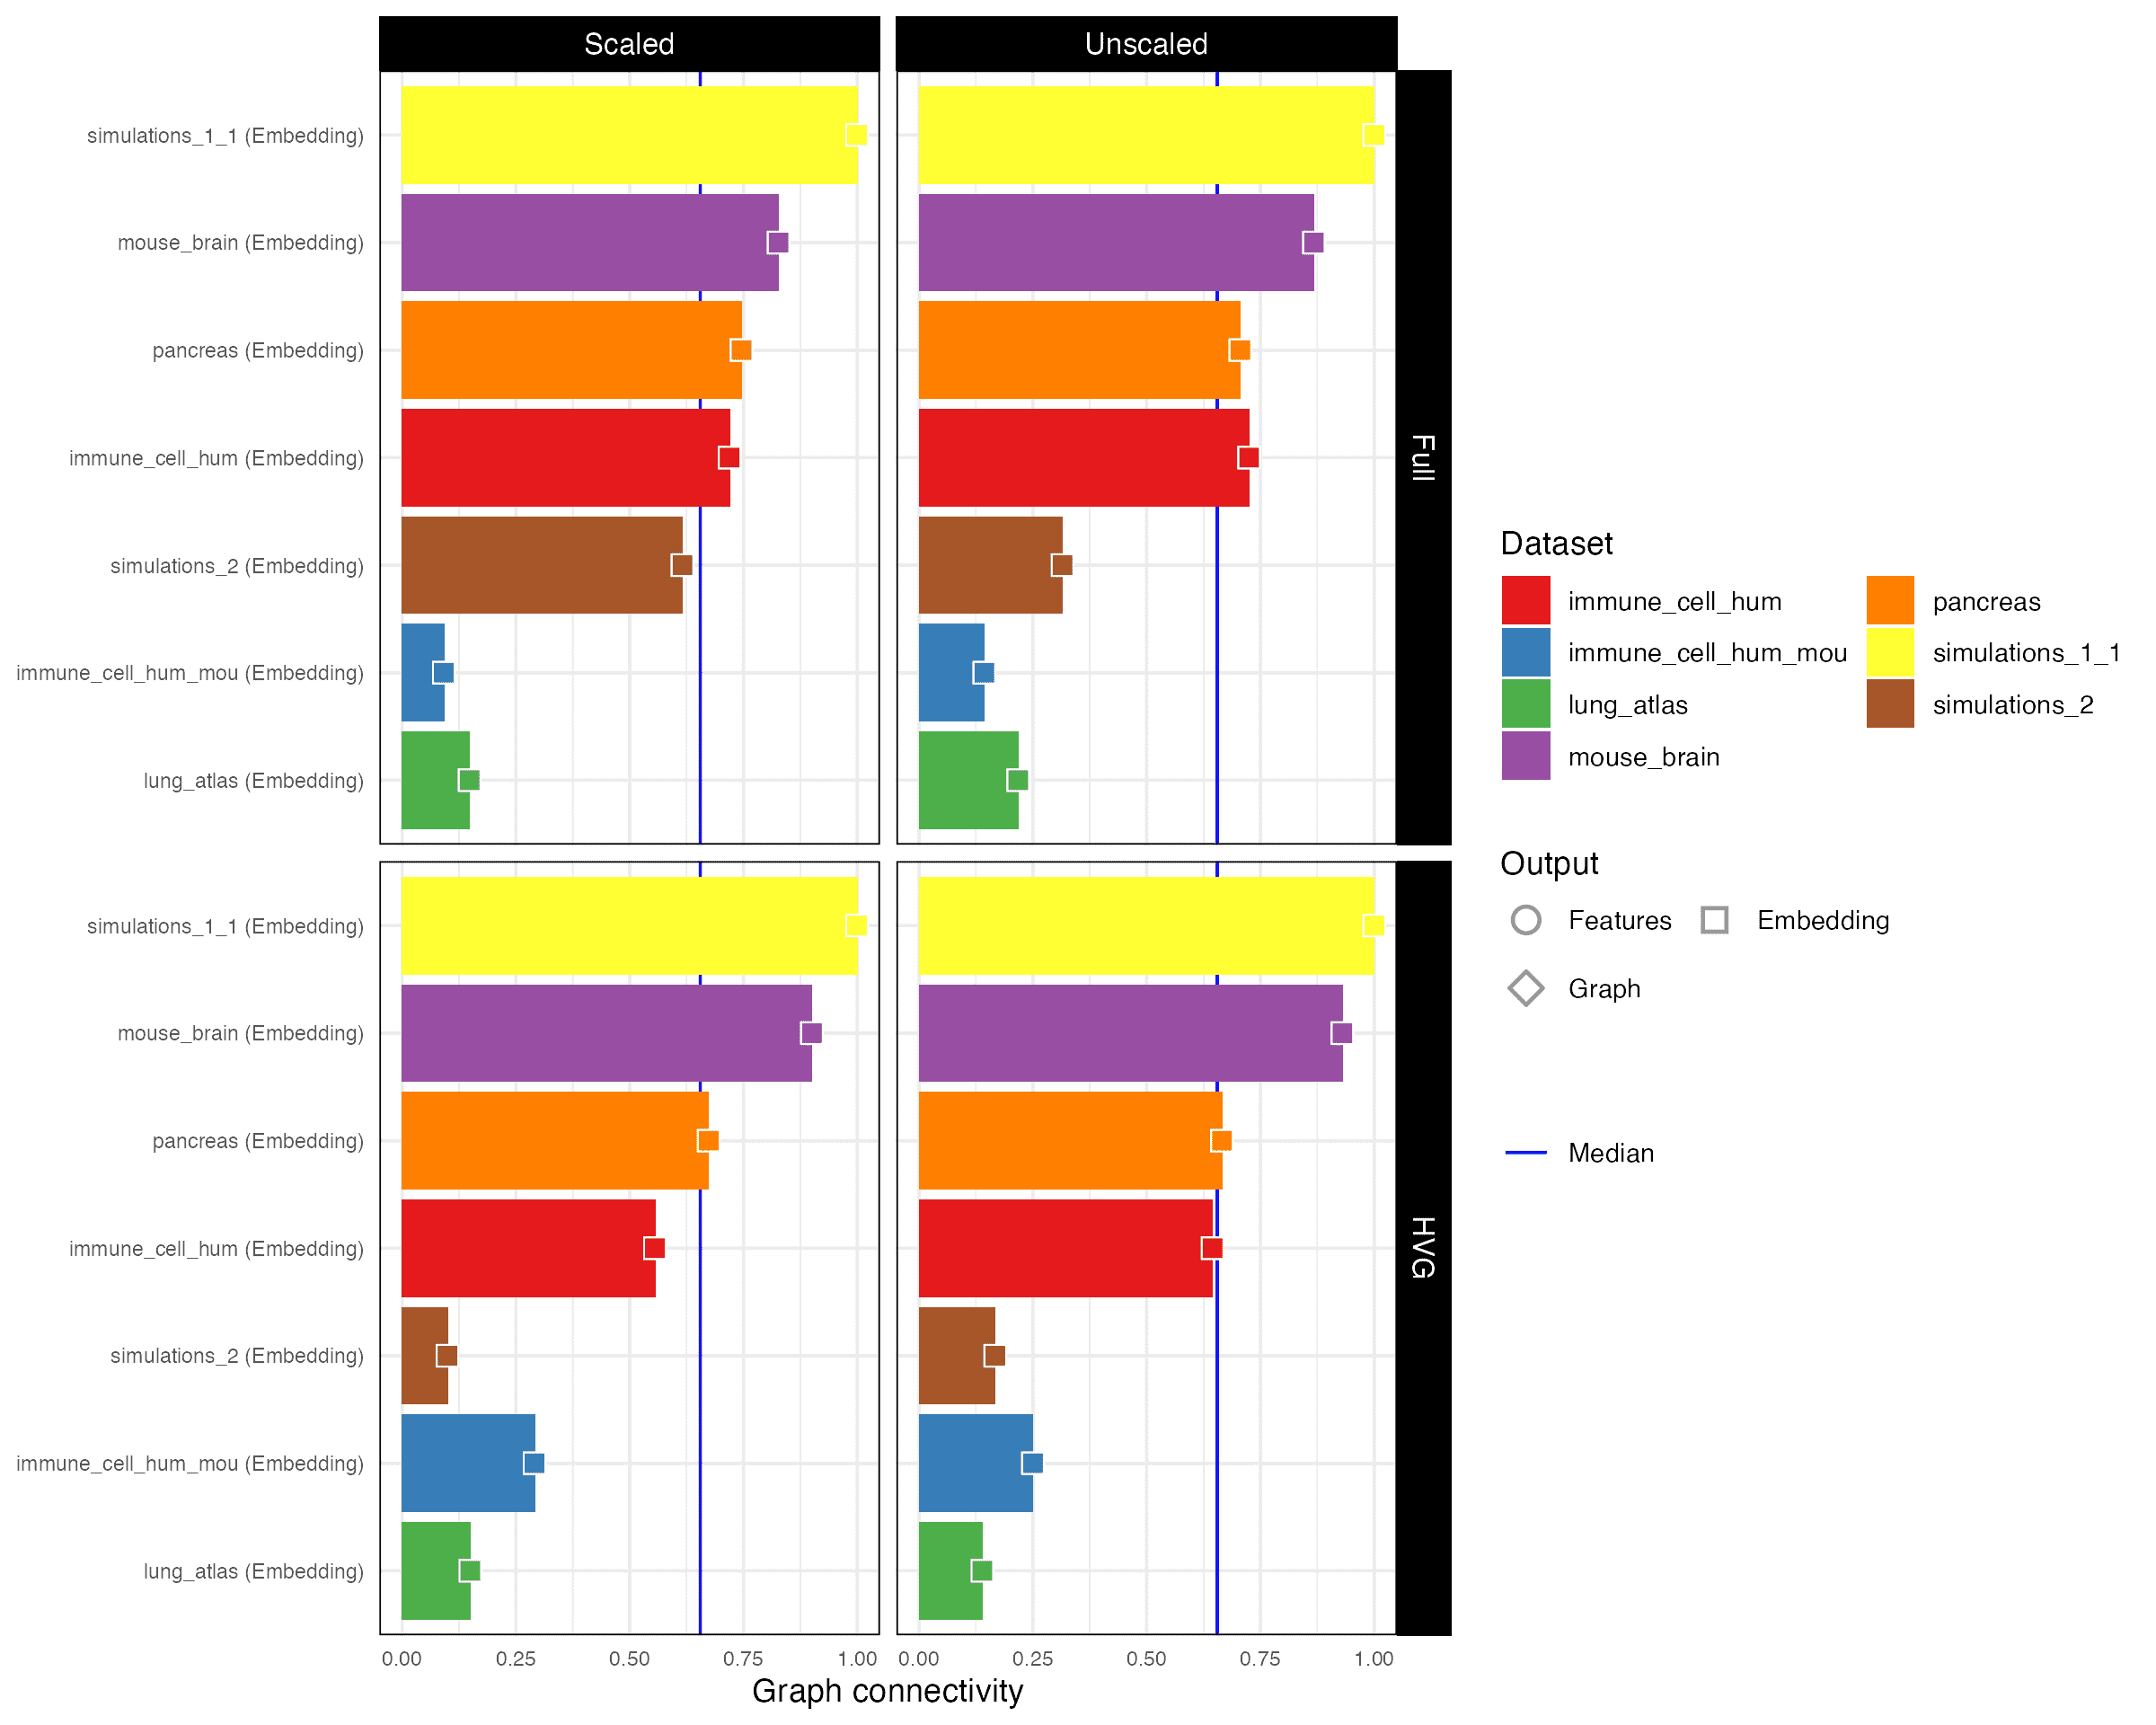 Scaled
Unscaled
simulations_1_1 (Embedding)
mouse_brain (Embedding)
pancreas (Embedding)
immune_cell_hum (Embedding)
simulations_2 (Embedding)
immune_cell_hum_mou (Embedding)
lung_atlas (Embedding)
Full
simulations_1_1 (Embedding)
mouse_brain (Embedding)
pancreas (Embedding)
immune_cell_hum (Embedding)
simulations_2 (Embedding)
immune_cell_hum_mou (Embedding)
lung_atlas (Embedding)
HVG
0.00 0.25 0.50 0.75 1.00
0.00 0.25 0.50 0.75 1.00
Graph connectivity
Dataset
immune_cell_hum
immune_cell_hum_mou
lung_atlas
mouse_brain
pancreas
simulations_1_1
simulations_2
Output
Features
Embedding
Graph
Median